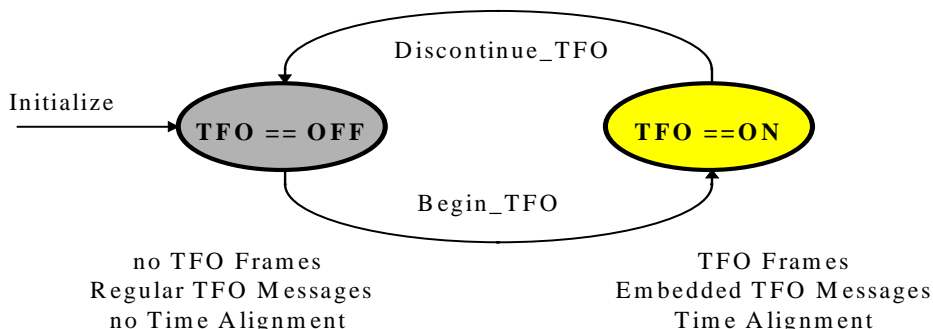 Discontinue_TFO
Initialize
TFO == OFF
TFO ==ON
Begin_TFO
no TFO Frames
Regular TFO Messages
no Time Alignment
TFO Frames
Embedded TFO Messages
Time Alignment